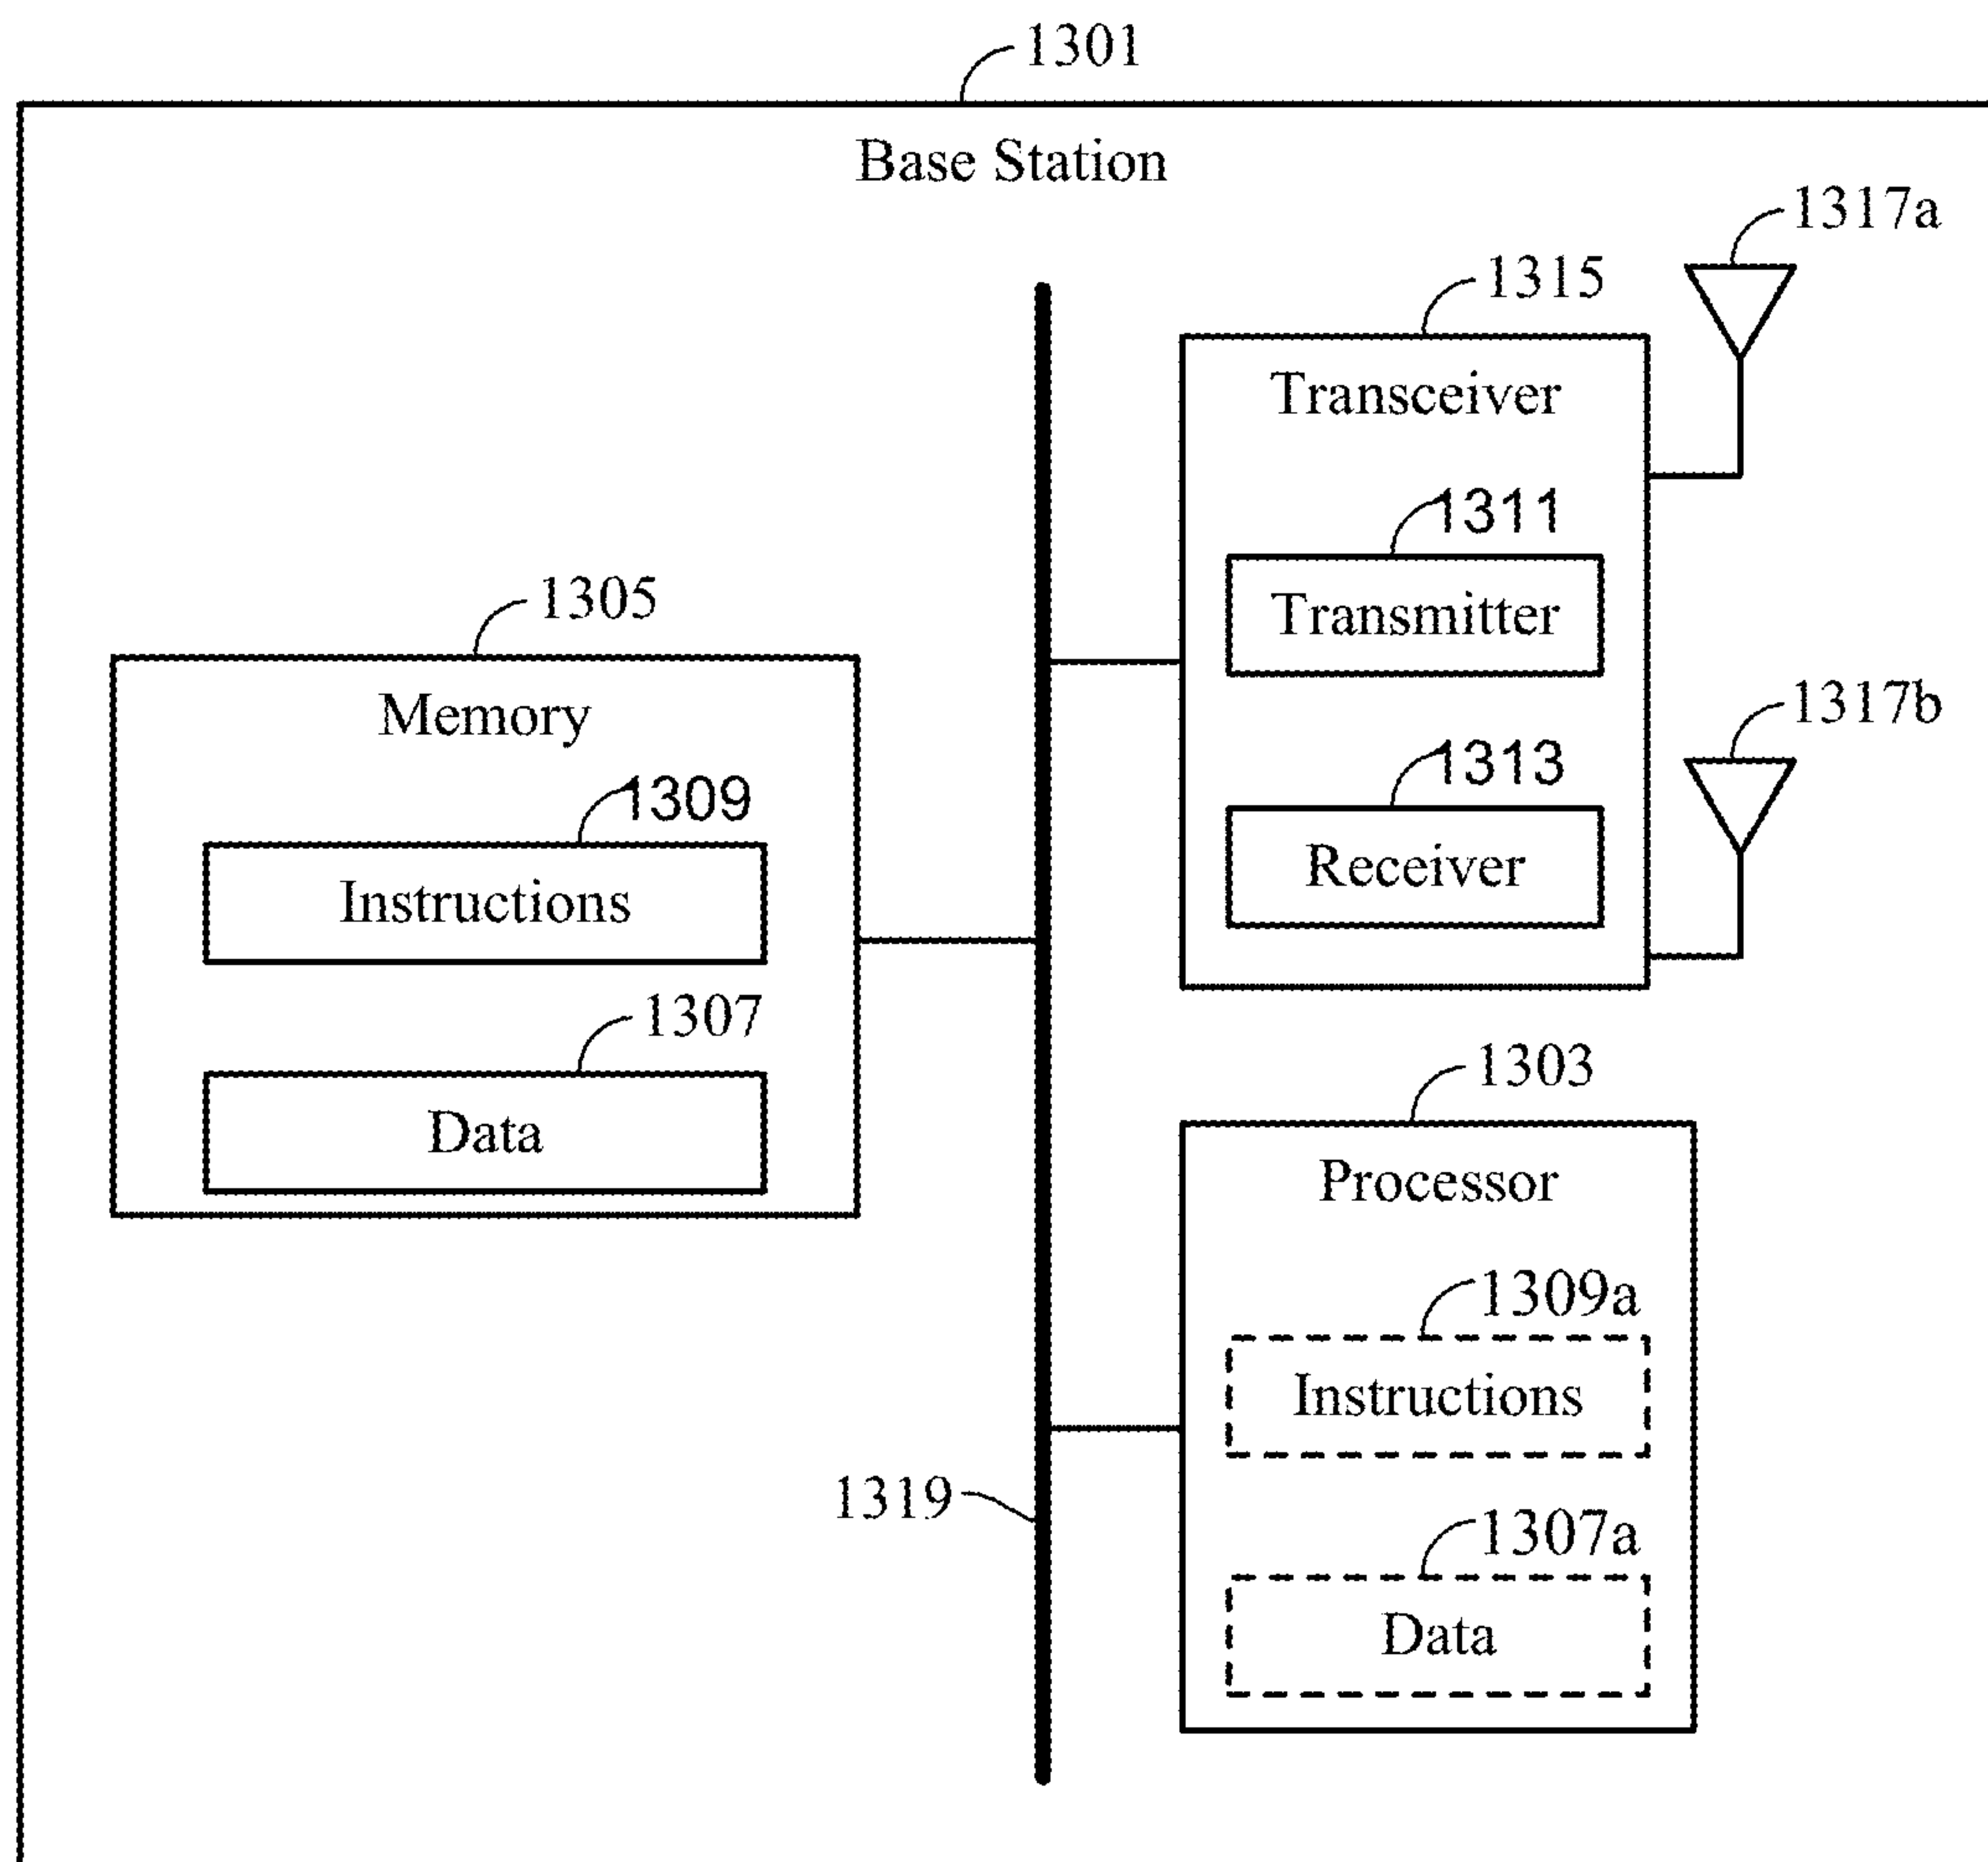 1301
Base Station
1317a
1315
Transceiver
1311
Transmitter
1305
Memory
1317b
1313
1309
Receiver
Instructions
1307
1303
Data
Processor
1309a
Instructions
1319
1307a
Data